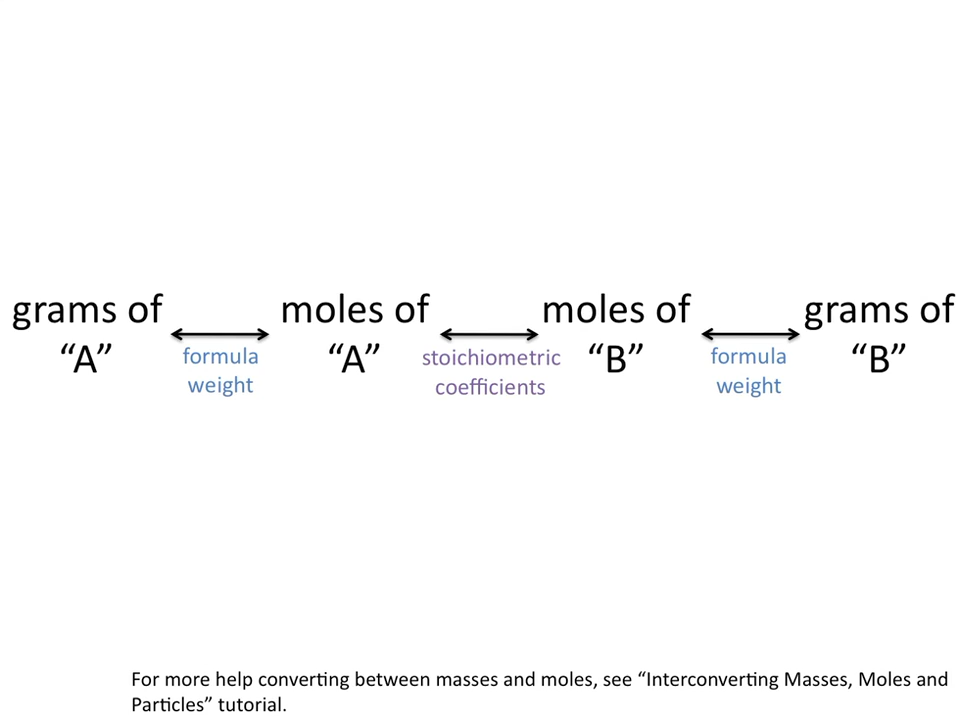 grams of moles of moles of grams of
“A” “A” “B” “B”
formula stoichiometric formula
weight coefficients weight
For more help converting between masses and moles, see “Interconverting Masses, Moles and
Particles” tutorial.